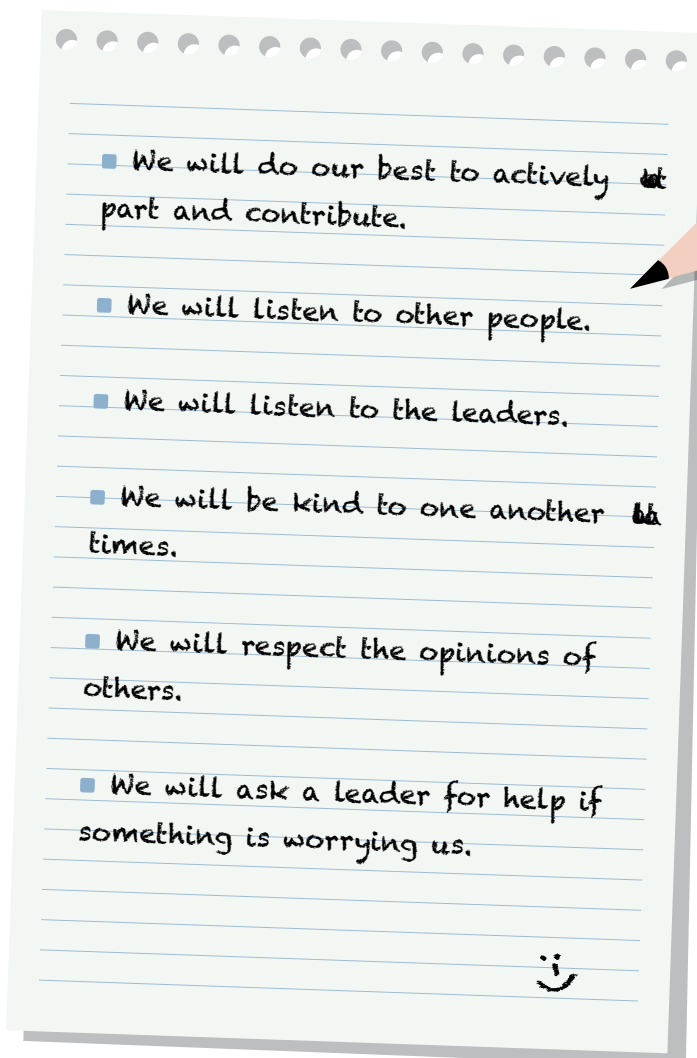 We will do our best to actively
part and contribute.
We will listen to other people.
We will listen to the leaders.
We will be kind to one another
times.
We will respect the opinions of
others.
We will ask a leader for help if
something is worrying us.